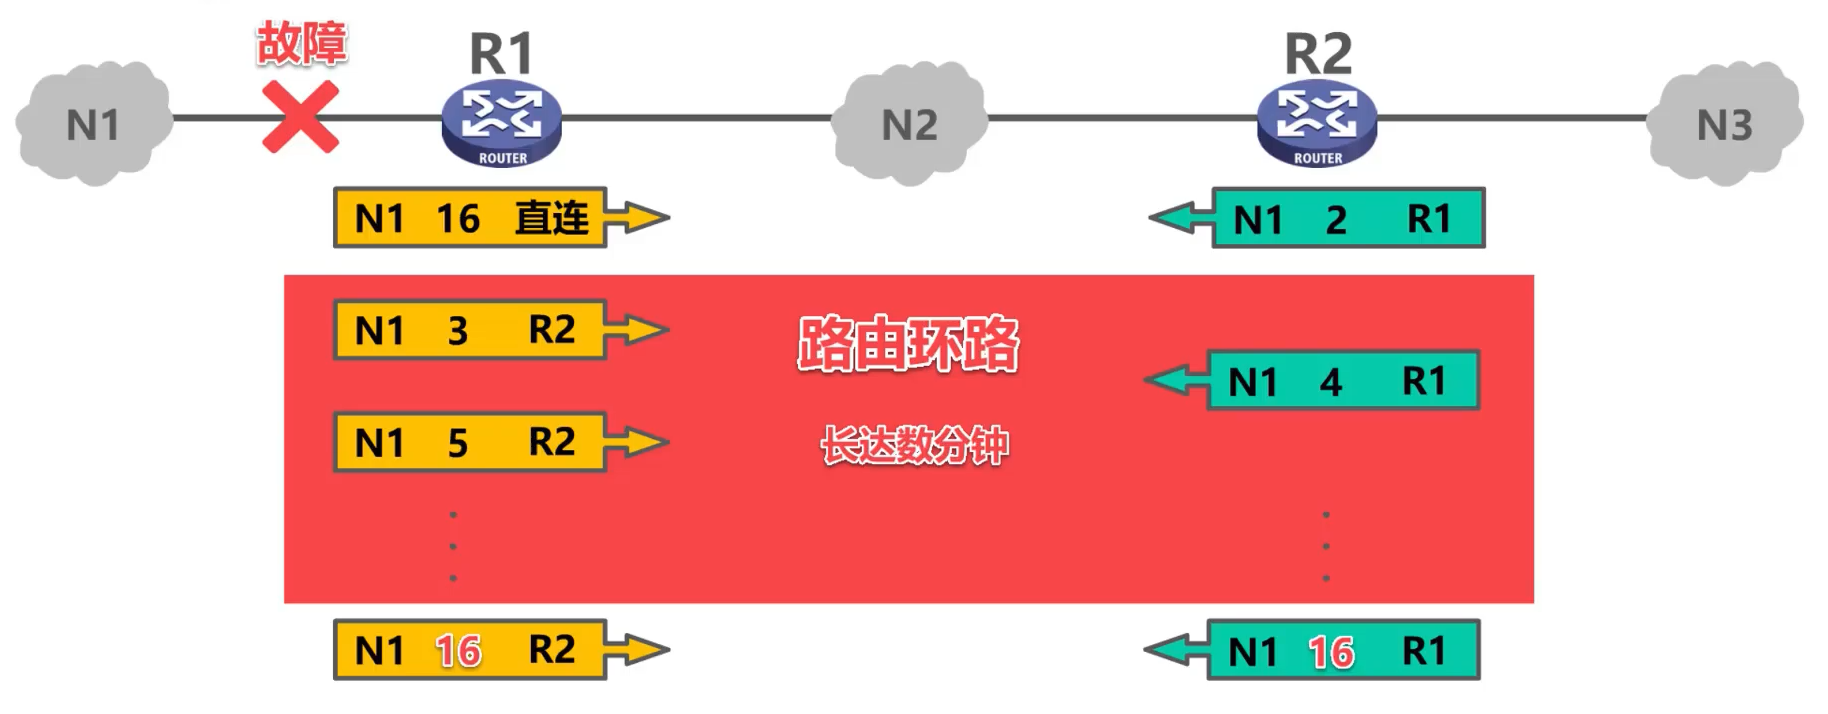 故障
R1
R2
N1
N2
N3
ROUTER
ROUTER
N1 16 直连
N1 2 R1
N1 3 R2
路由环路
N1 4 R1
N1 5 R2
长达数分钟
N1 16 R2
N1 16 R1